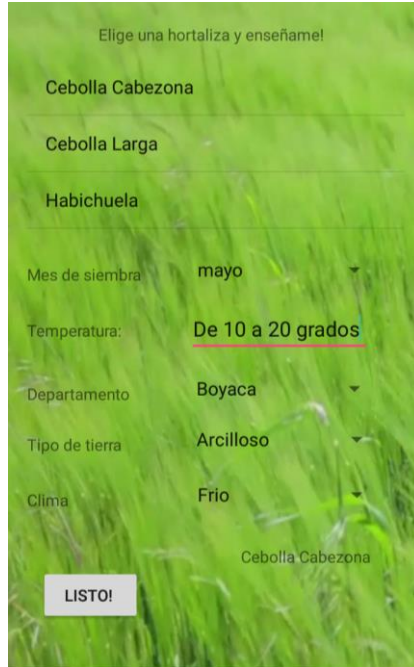 Elige una hortaliza y enseñame!
Cebolla Cabezona
Cebolla Larga
Habichuela
Mes de siembra mayo
Temperatura: De 10 a 20 grados
Departamento Boyaca
Tipo de tierra Arcilloso
Clima Frio
Cebolla Cabezona
LISTO!